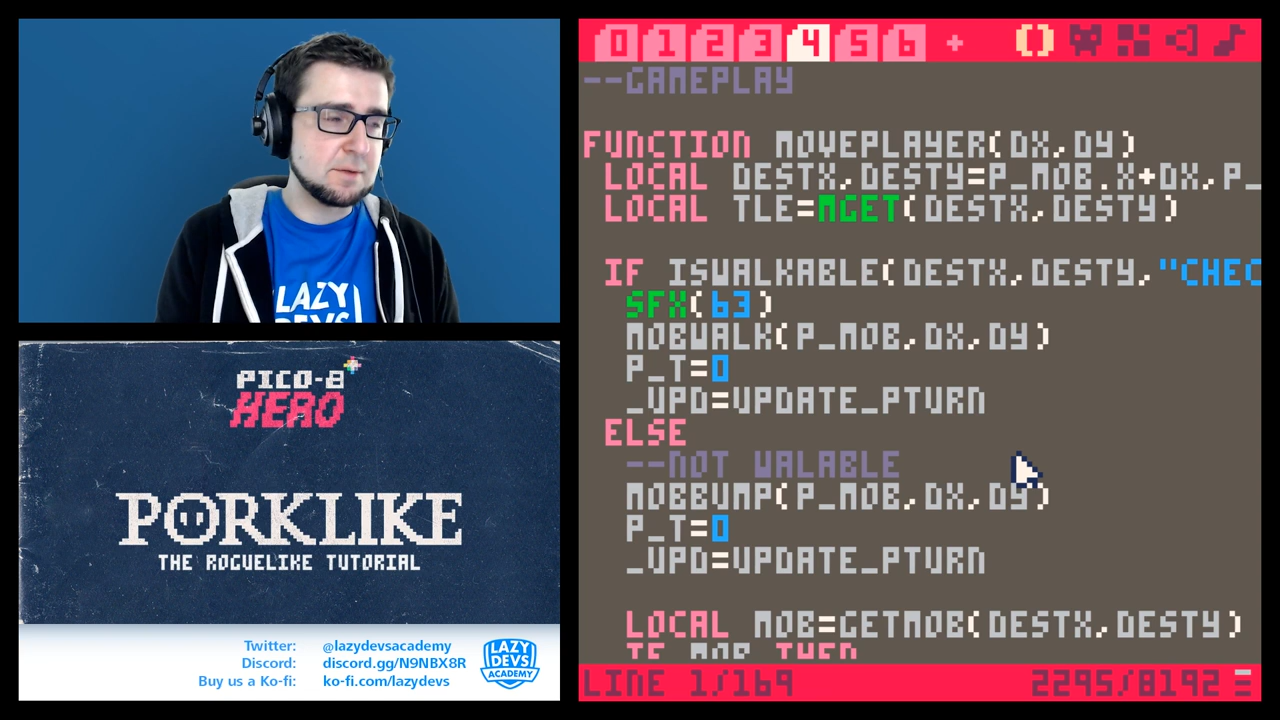 LAZY
DEVS
PICO-8
HERO
PORKLIKE
THE ROGUELIKE TUTORIAL
Twitter: @lazydevsacademy
Discord: discord.gg/N9NBX8R
Buy us a Ko-fi: ko-fi.com/lazydevs
LAZY
DEVS
ACADEMY
0 1 2 3 4 5 6 + ()
--GAMEPLAY
FUNCTION MOVEPLAYER(DX,DY)
LOCAL DESTX,DESTY=P_MOB.X+DX,P_
LOCAL TLE=MGET(DESTX,DESTY)
IF ISWALKABLE(DESTX,DESTY,"CHEC
SFX(63)
MOBWALK(P_MOB,DX,DY)
P_T=0
_UPD=UPDATE_PTURN
ELSE
--NOT WALABLE
MOBBUMP(P_MOB,DX,DY)
P_T=0
_UPD=UPDATE_PTURN
LOCAL MOB=GETMOB(DESTX,DESTY)
IF MOB THEN
LINE 1/169 2295/8192